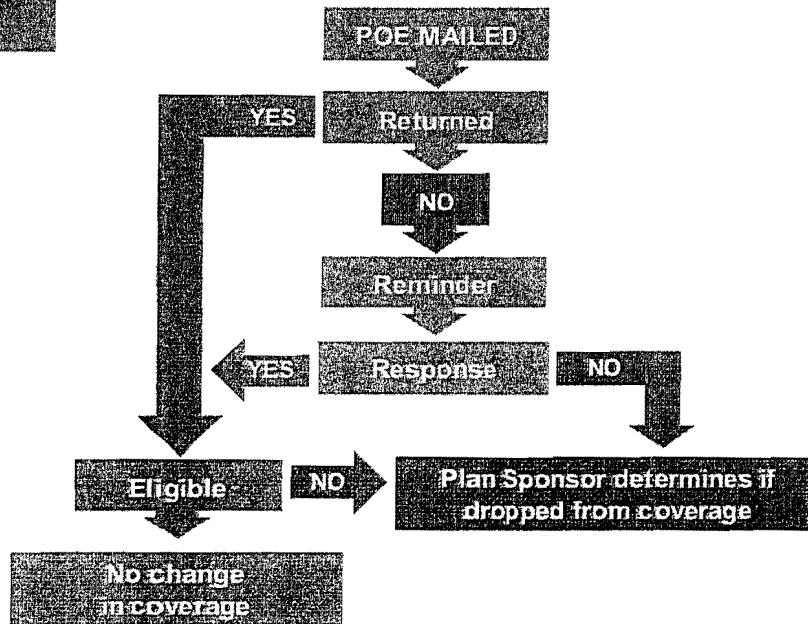 POE MAILED
YES
Returned
NO
Reminder
YES
Response
NO
Eligible
NO
Plan Sponsor determines if
dropped from coverage
No change
in coverage